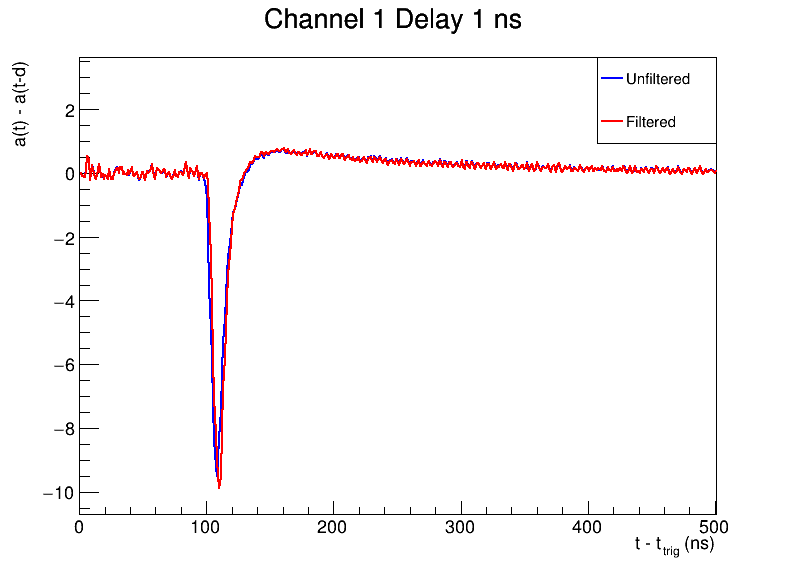 Channel 1 Delay 1 ns
a(t) - a(t-d)
Unfiltered
Filtered
2
0
−2
−4
−6
−8
−10
0 100 200 300 400 500
t - t_trig (ns)